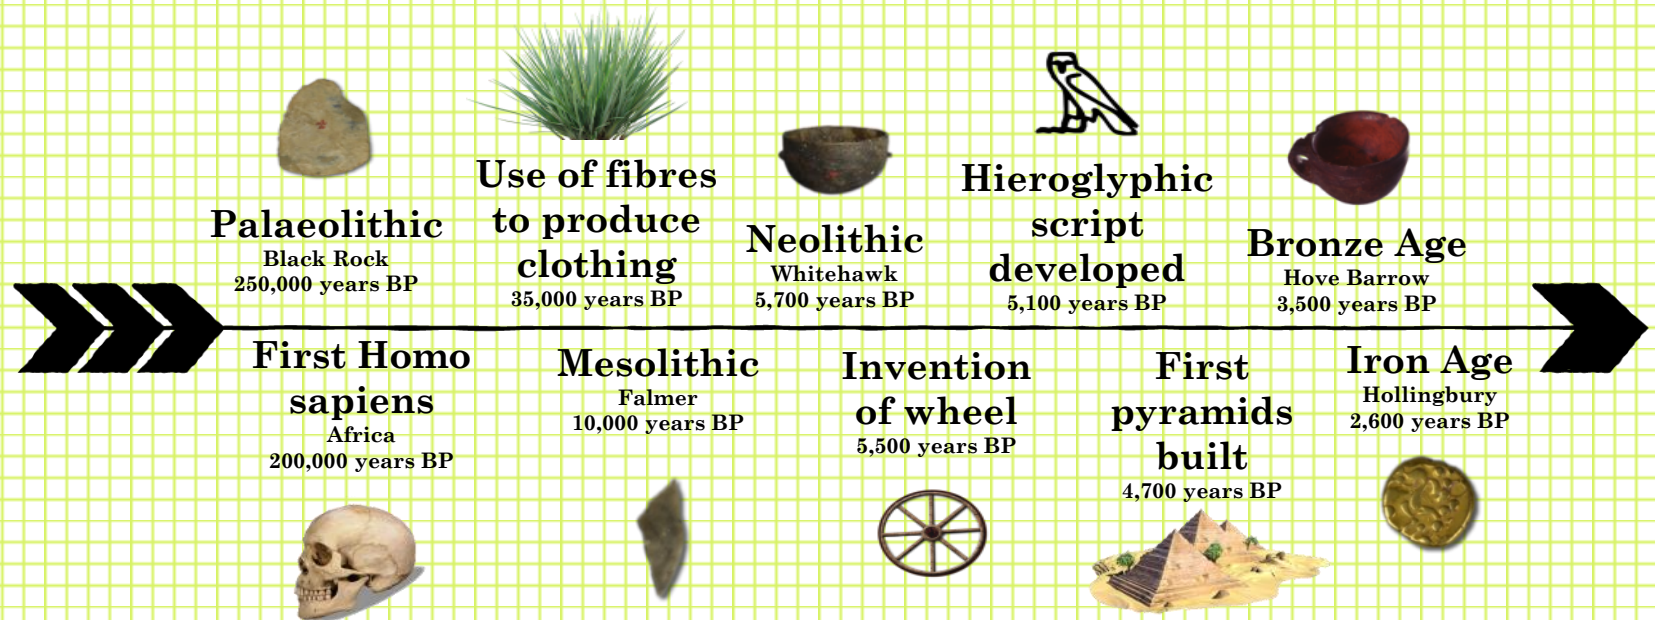 Palaeolithic
Black Rock
250,000 years BP
First Homo
sapiens
Africa
200,000 years BP
Use of fibres
to produce
clothing
35,000 years BP
Mesolithic
Falmer
10,000 years BP
Neolithic
Whitehawk
5,700 years BP
Invention
of wheel
5,500 years BP
Hieroglyphic
script
developed
5,100 years BP
First
pyramids
built
4,700 years BP
Bronze Age
Hove Barrow
3,500 years BP
Iron Age
Hollingbury
2,600 years BP